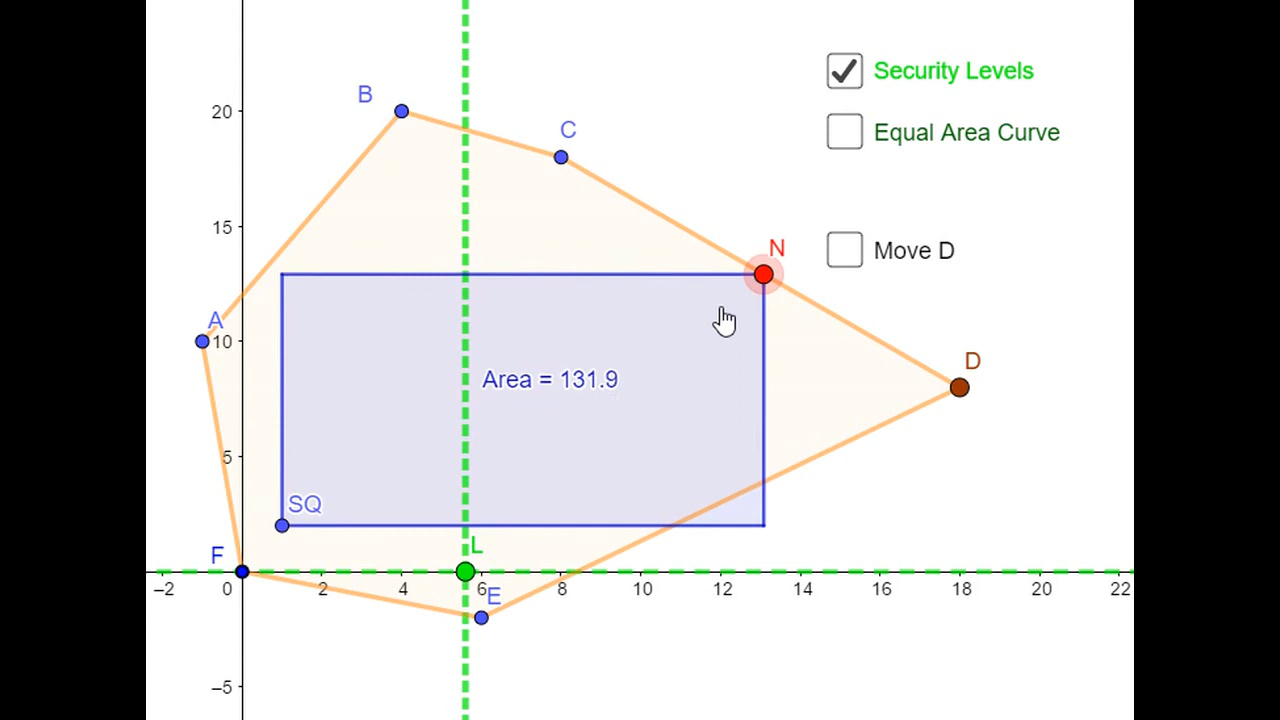 Security Levels
B
20
C
Equal Area Curve
15
N
Move D
A
10
D
Area = 131.9
5
SQ
F
L
−2 0 2 4 6 8 10 12 14 16 18 20 22
E
−5